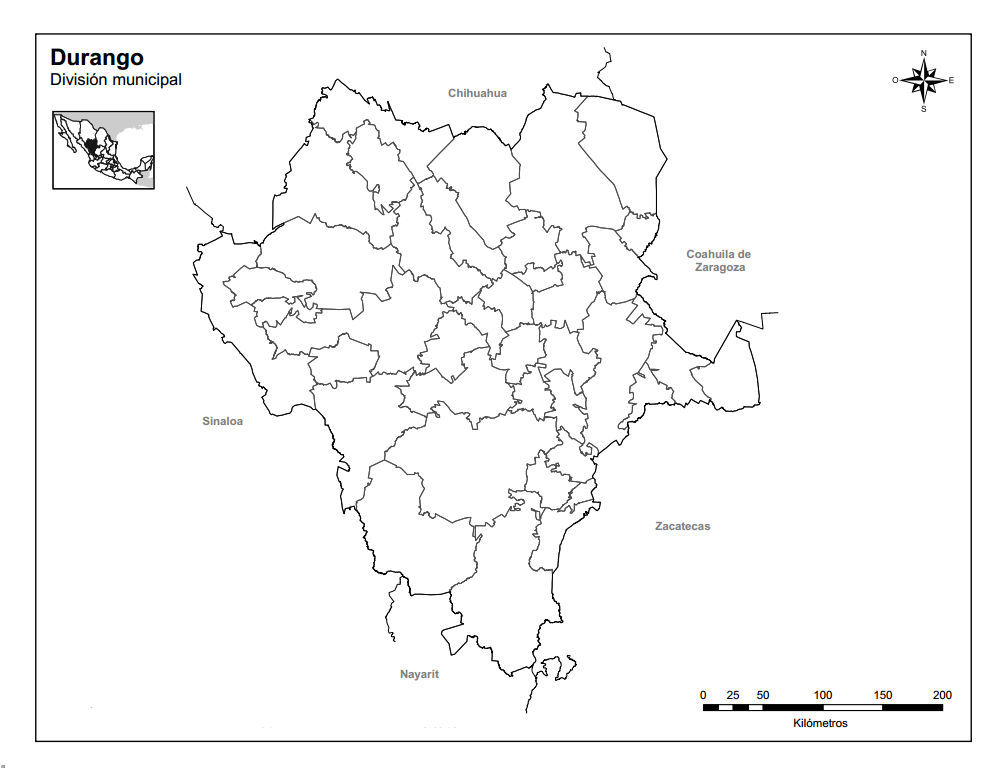 Durango
División municipal
Chihuahua
N
O
E
S
Coahuila de
Zaragoza
Sinaloa
Zacatecas
Nayarit
0 25 50 100 150 200
Kilómetros